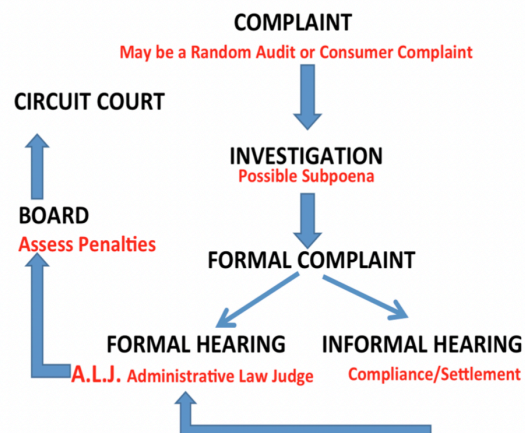 COMPLAINT
May be a Random Audit or Consumer Complaint
CIRCUIT COURT
INVESTIGATION
Possible Subpoena
BOARD
Assess Penalties
FORMAL COMPLAINT
FORMAL HEARING
A.L.J. Administrative Law Judge
INFORMAL HEARING
Compliance/Settlement